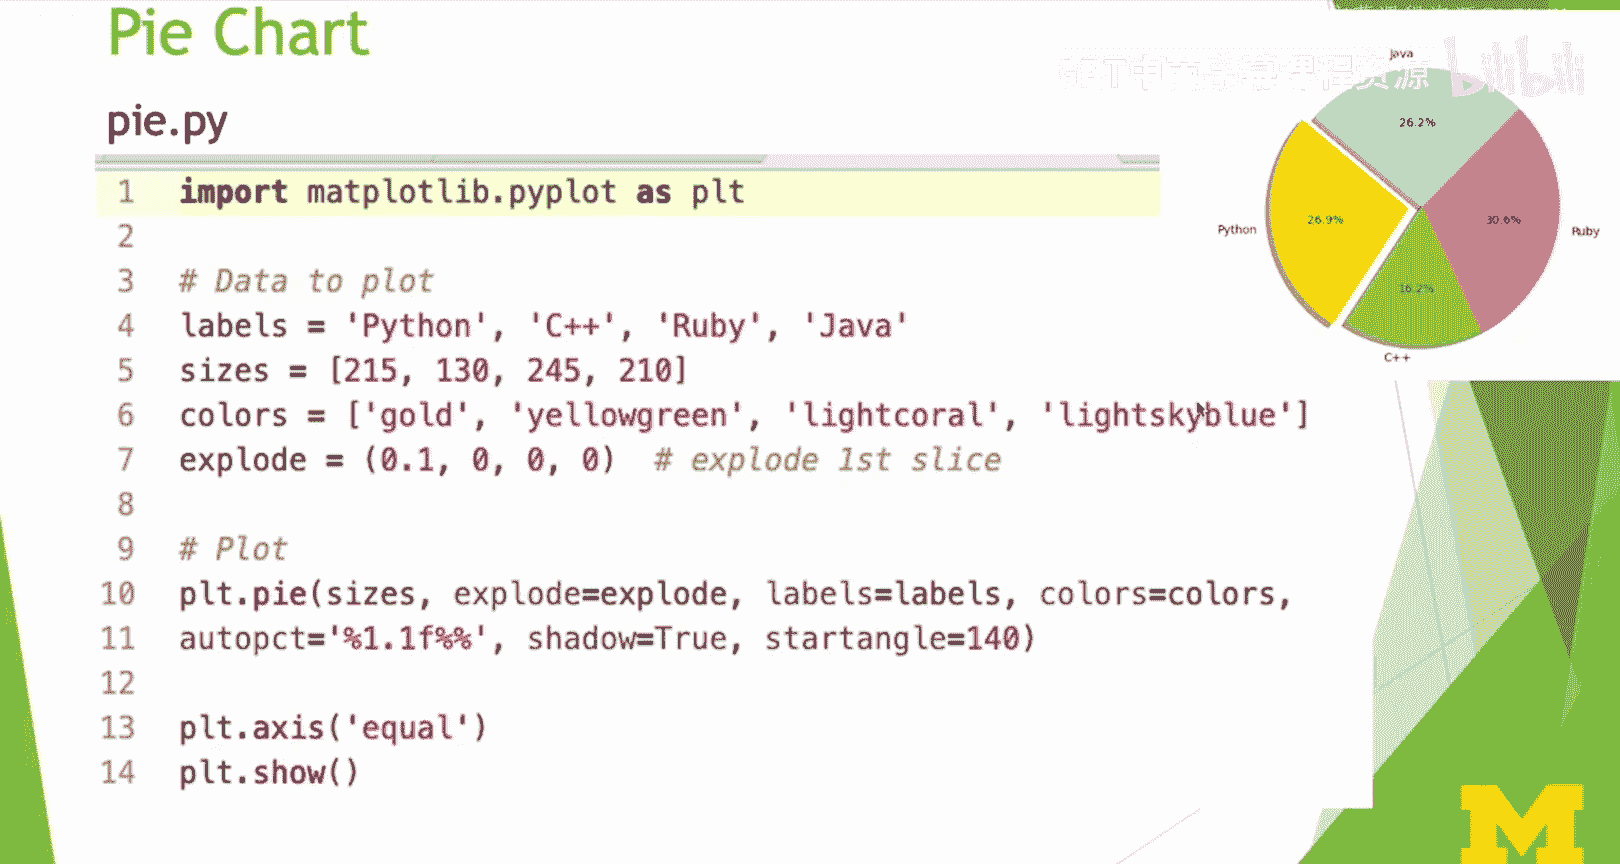 Pie Chart
pie.py
1 import matplotlib.pyplot as plt
2
3 # Data to plot
4 labels = 'Python', 'C++', 'Ruby', 'Java'
5 sizes = [215, 130, 245, 210]
6 colors = ['gold', 'yellowgreen', 'lightcoral', 'lightskyblue']
7 explode = (0.1, 0, 0, 0)  # explode 1st slice
8
9 # Plot
10 plt.pie(sizes, explode=explode, labels=labels, colors=colors,
11 autopct='%1.1f%%', shadow=True, startangle=140)
12
13 plt.axis('equal')
14 plt.show()
bilibili
Java
26.2%
Python
26.9%
30.6%
Ruby
16.2%
C++
M